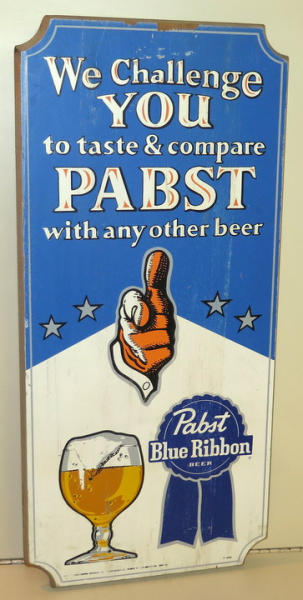 We Challenge
YOU
to taste & compare
PABST
with any other beer
Pabst
Blue Ribbon
BEER